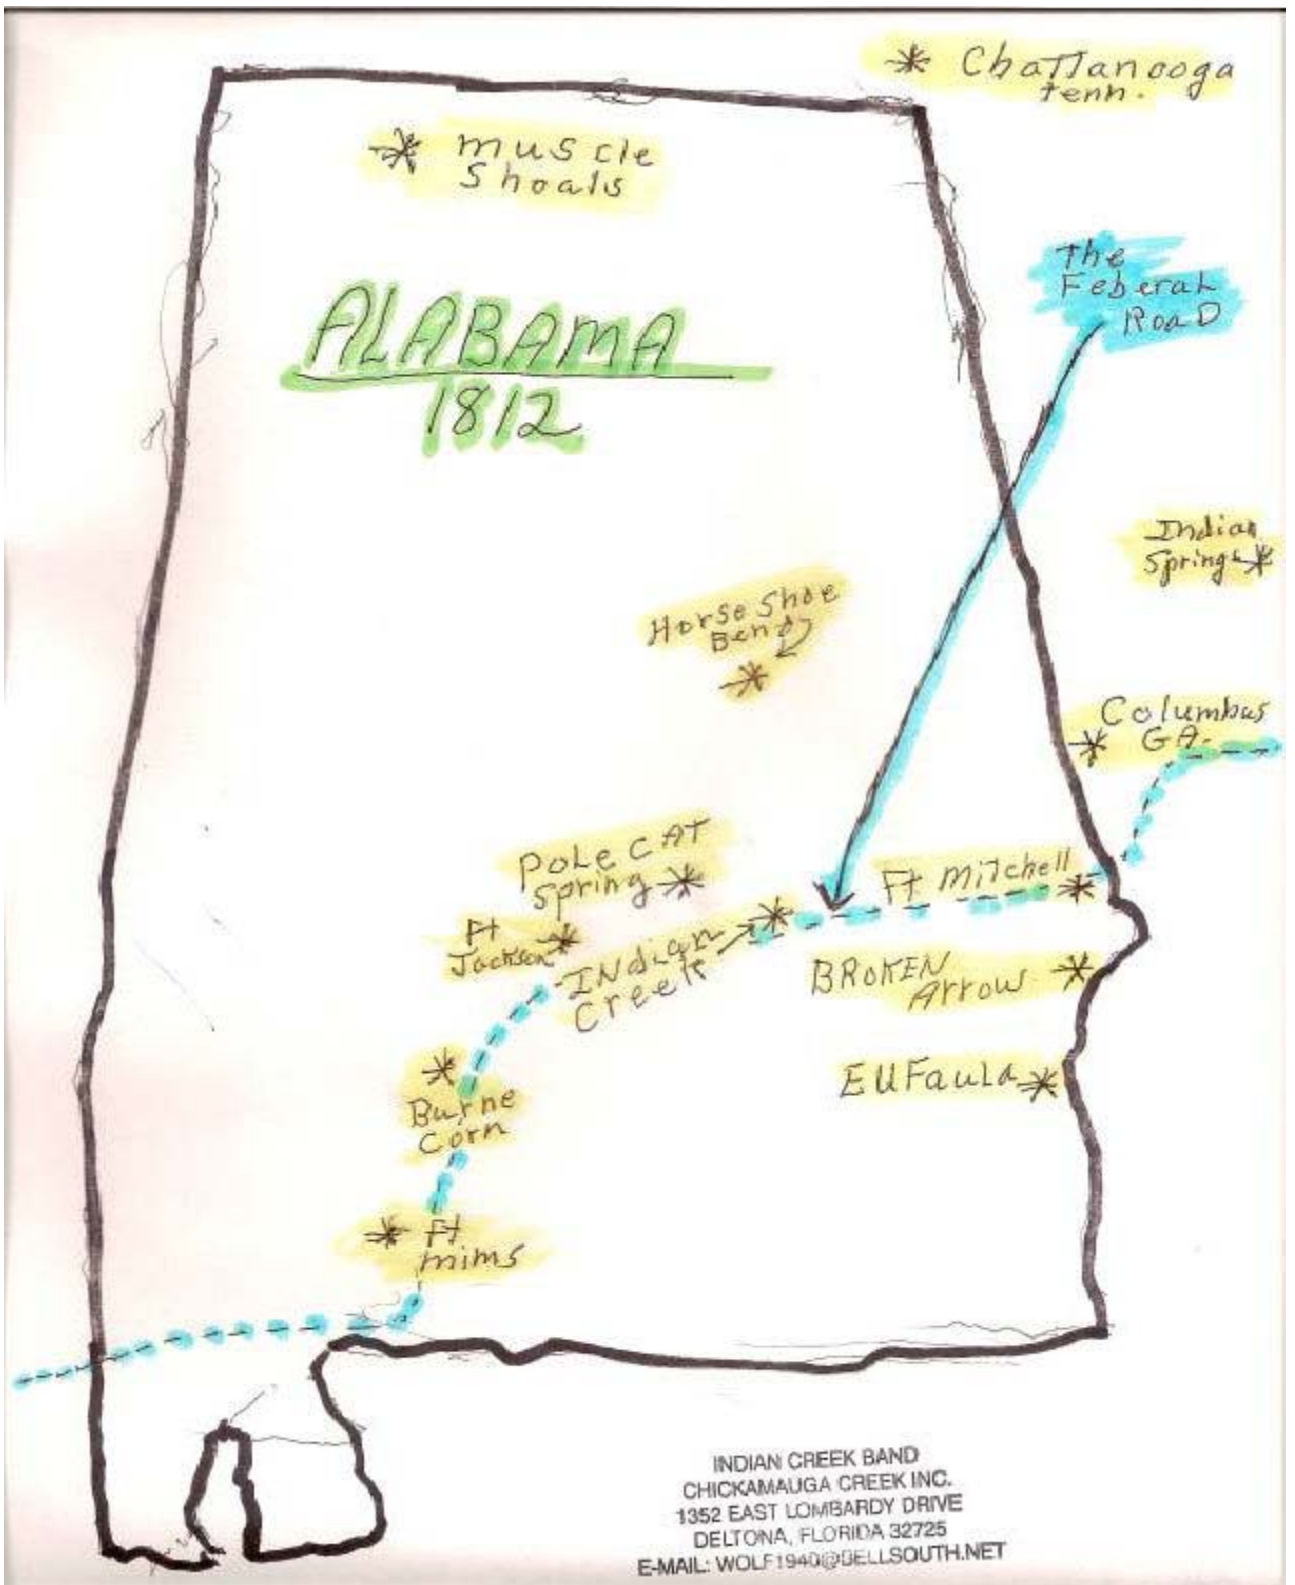 Chattanooga
Tenn.
Muscle
Shoals
The
Feberal
Road
ALABAMA
1812
Indian
Springs
Horse Shoe
Bend
Columbus
GA.
Pole CAT
Spring
Ft Mitchell
Ft
Jackson
INdian
Creek
BROKEN
Arrow
EUFaula
Burne
Corn
Ft
mims
INDIAN CREEK BAND
CHICKAMAUGA CREEK INC.
1352 EAST LOMBARDY DRIVE
DELTONA, FLORIDA 32725
E-MAIL: WOLF1940@BELLSOUTH.NET